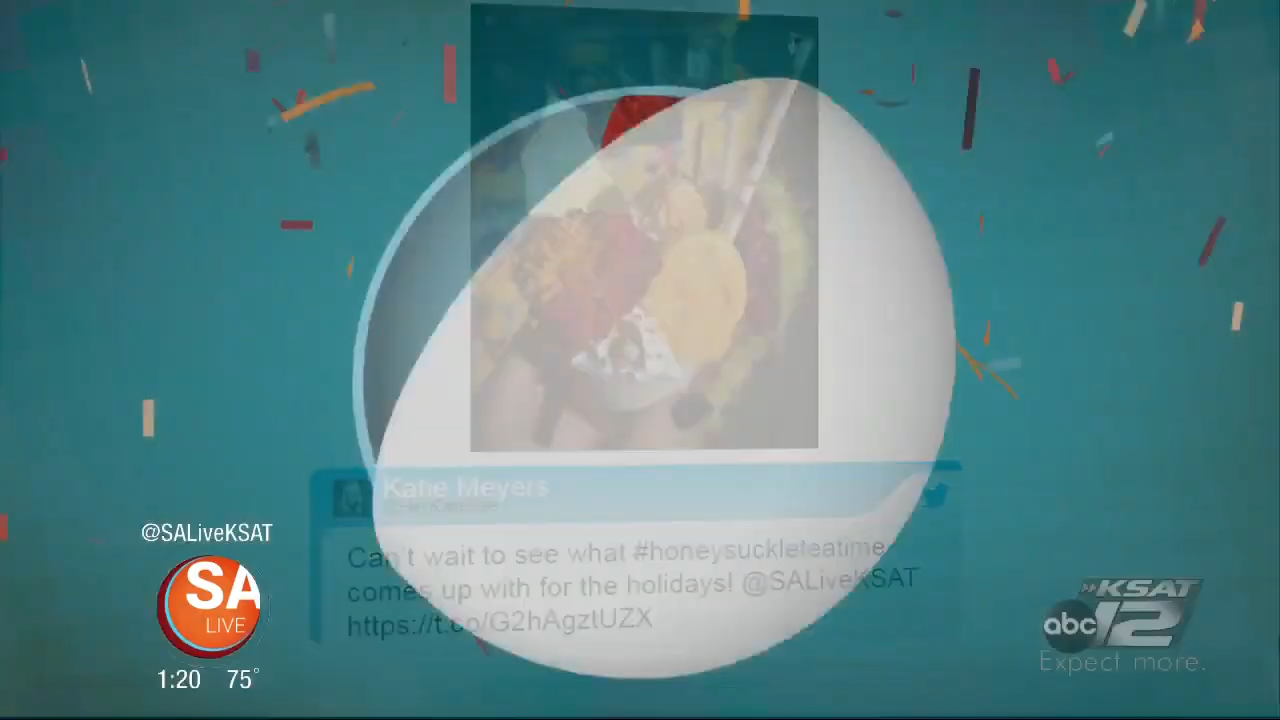 Katie Meyers
Can't wait to see what #honeysuckleteatime
comes up with for the holidays! @SALiveKSAT
https://t.co/G2hAgztUZX
@SALiveKSAT
SA
LIVE
1:20 75°
KSAT
abc 12
Expect more.